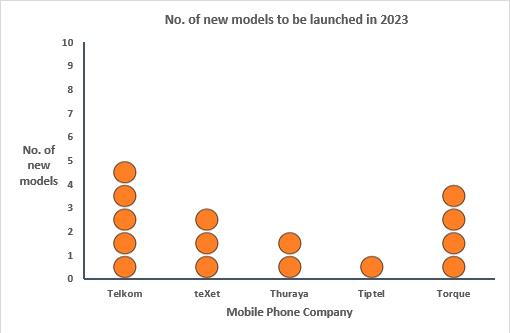 No. of new models to be launched in 2023
10
9
8
7
6
5
4
3
2
1
0
No. of
new
models
Telkom teXet Thuraya Tiptel Torque
Mobile Phone Company